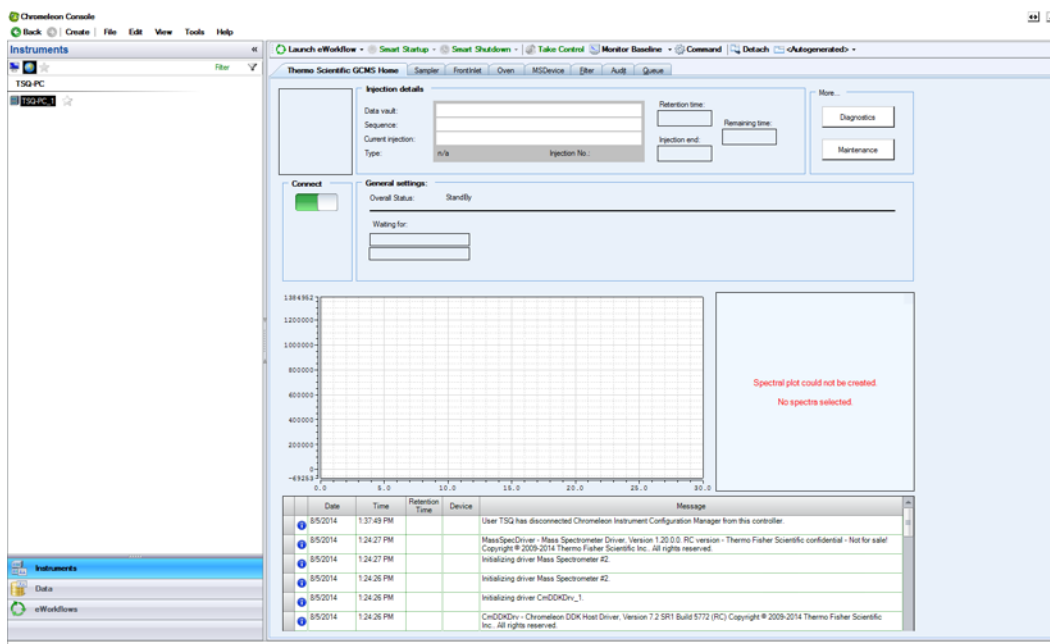 Chromeleon Console
Back Create File Edit View Tools Help
Instruments
Launch eWorkflow Smart Startup Smart Shutdown Take Control Monitor Baseline Command Detach <Autogenerated>
Filter
TSQ-PC
TSQ-PC_1
Thermo Scientific GCMS Home Sampler FrontInlet Oven MSDevice Filter Audit Queue
Injection details
Data vault:
Sequence:
Current injection:
Type: n/a Injection No.:
Retention time:
Remaining time:
Injection end:
More...
Diagnostics
Maintenance
Connect
General settings:
Overall Status: StandBy
Waiting for:
1384952
1200000
1000000
800000
600000
400000
200000
0
-69253
0.0 5.0 10.0 15.0 20.0 25.0 30.0
Spectral plot could not be created.
No spectra selected.
Date Time Retention Time Device Message
8/5/2014 1:37:49 PM User TSQ has disconnected Chromeleon Instrument Configuration Manager from this controller.
8/5/2014 1:24:27 PM MassSpecDriver - Mass Spectrometer Driver, Version 1.20.0.0. RC version - Thermo Fisher Scientific confidential - Not for sale!
Copyright © 2009-2014 Thermo Fisher Scientific Inc.. All rights reserved.
8/5/2014 1:24:27 PM Initializing driver Mass Spectrometer #2.
8/5/2014 1:24:26 PM Initializing driver Mass Spectrometer #2.
8/5/2014 1:24:26 PM Initializing driver CmDDKDrv_1.
8/5/2014 1:24:26 PM CmDDKDrv - Chromeleon DDK Host Driver, Version 7.2 SR1 Build 5772 (RC) Copyright © 2009-2014 Thermo Fisher Scientific
Inc.. All rights reserved.
Instruments
Data
eWorkflows